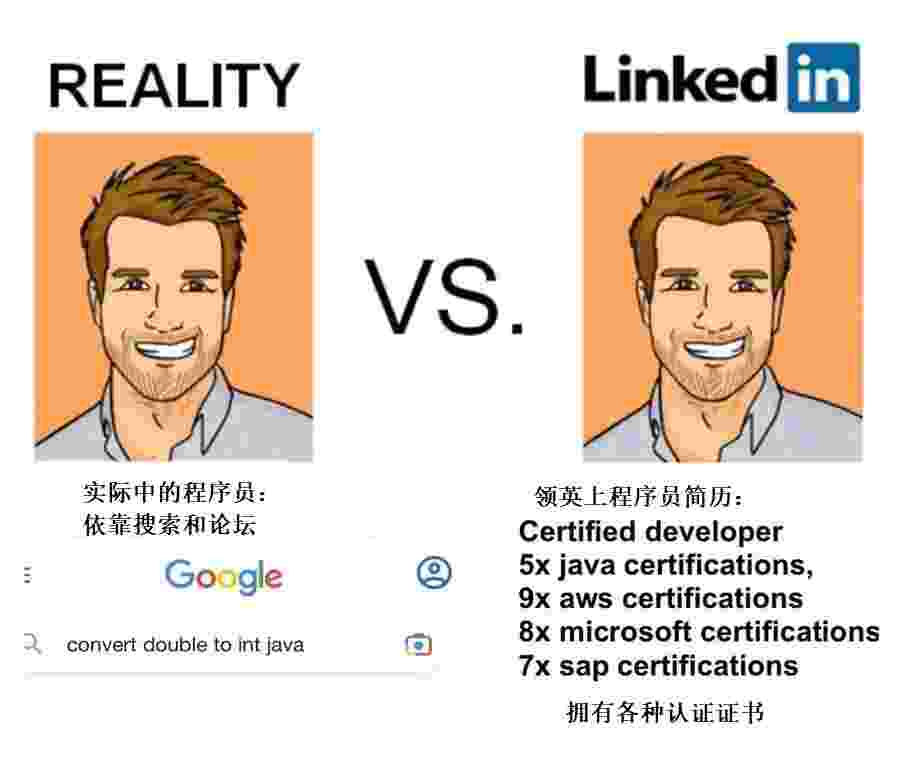 REALITY
Linked in
VS.
实际中的程序员：
依靠搜索和论坛
Google
convert double to int java
领英上程序员简历：
Certified developer
5x java certifications,
9x aws certifications
8x microsoft certifications
7x sap certifications
拥有各种认证证书